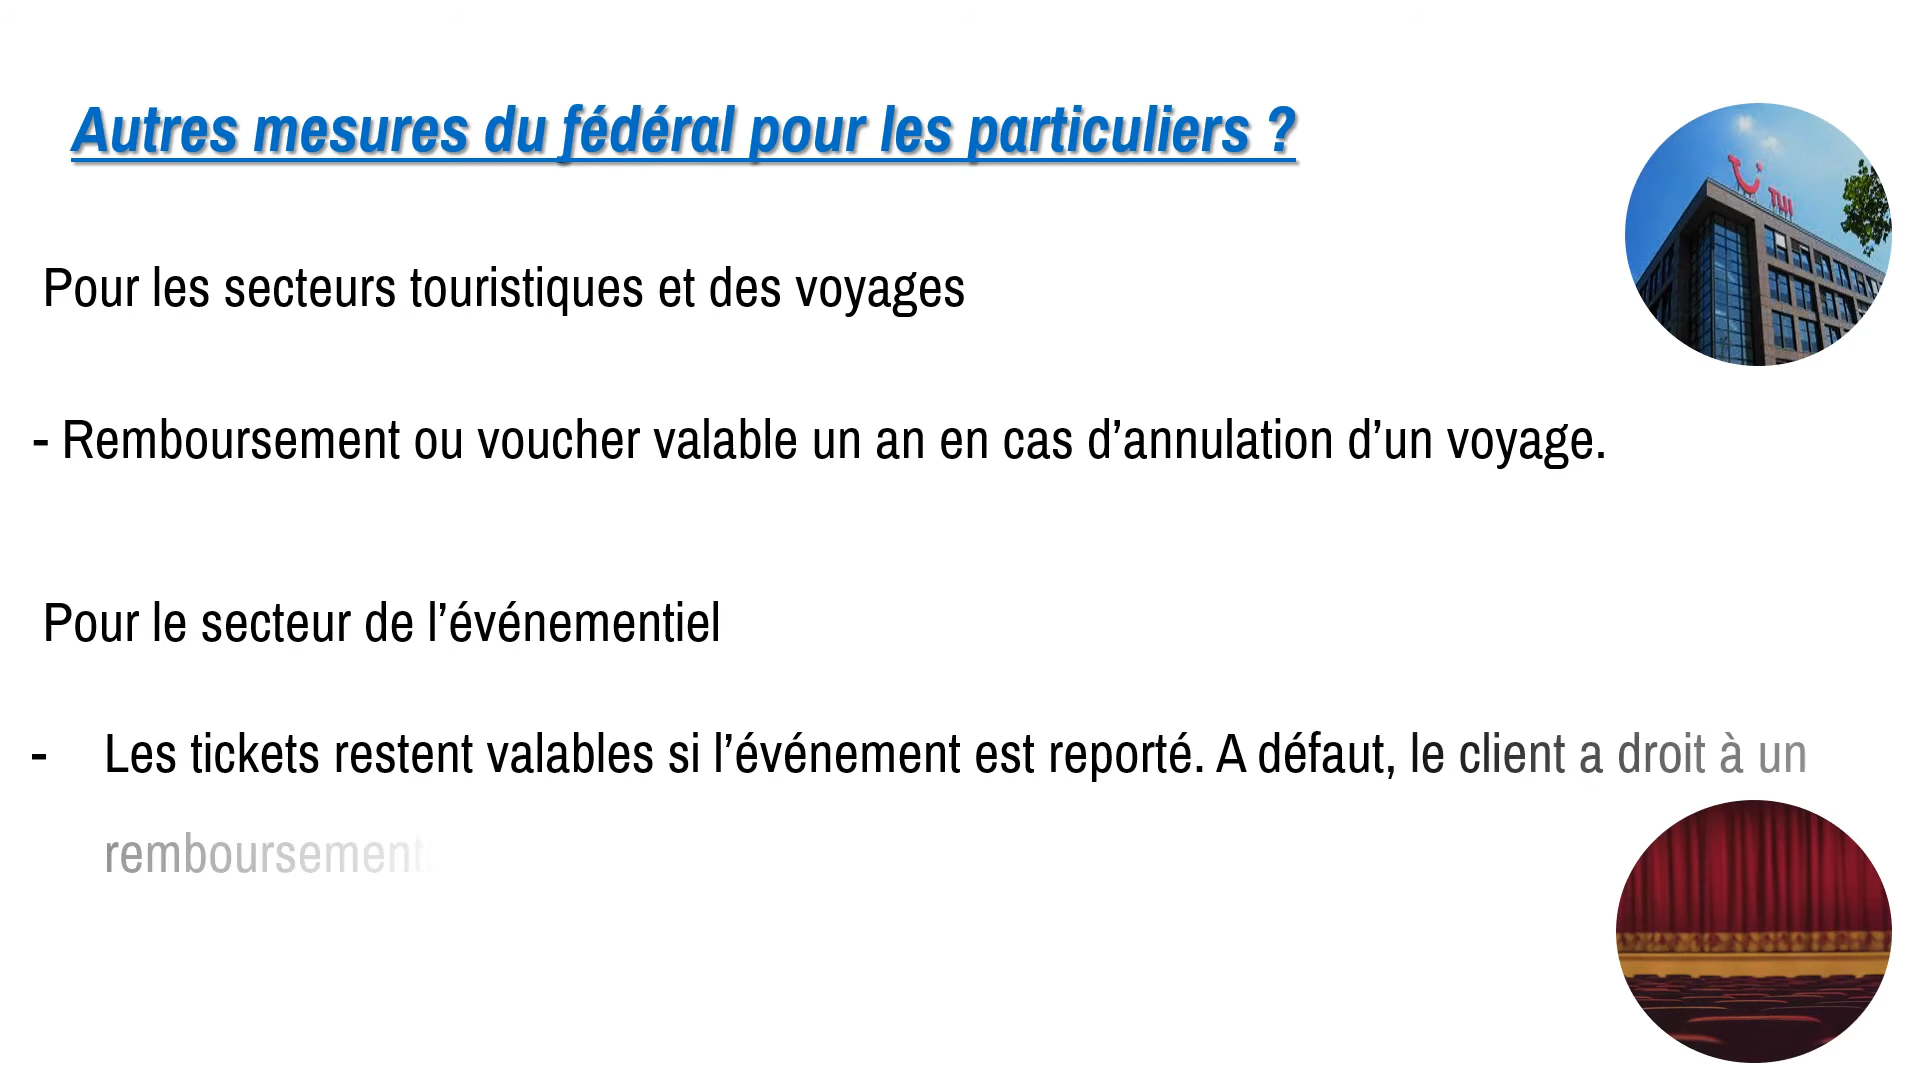 Autres mesures du fédéral pour les particuliers ?
TUI
Pour les secteurs touristiques et des voyages
- Remboursement ou voucher valable un an en cas d’annulation d’un voyage.
Pour le secteur de l’événementiel
- Les tickets restent valables si l’événement est reporté. A défaut, le client a droit à un
remboursement